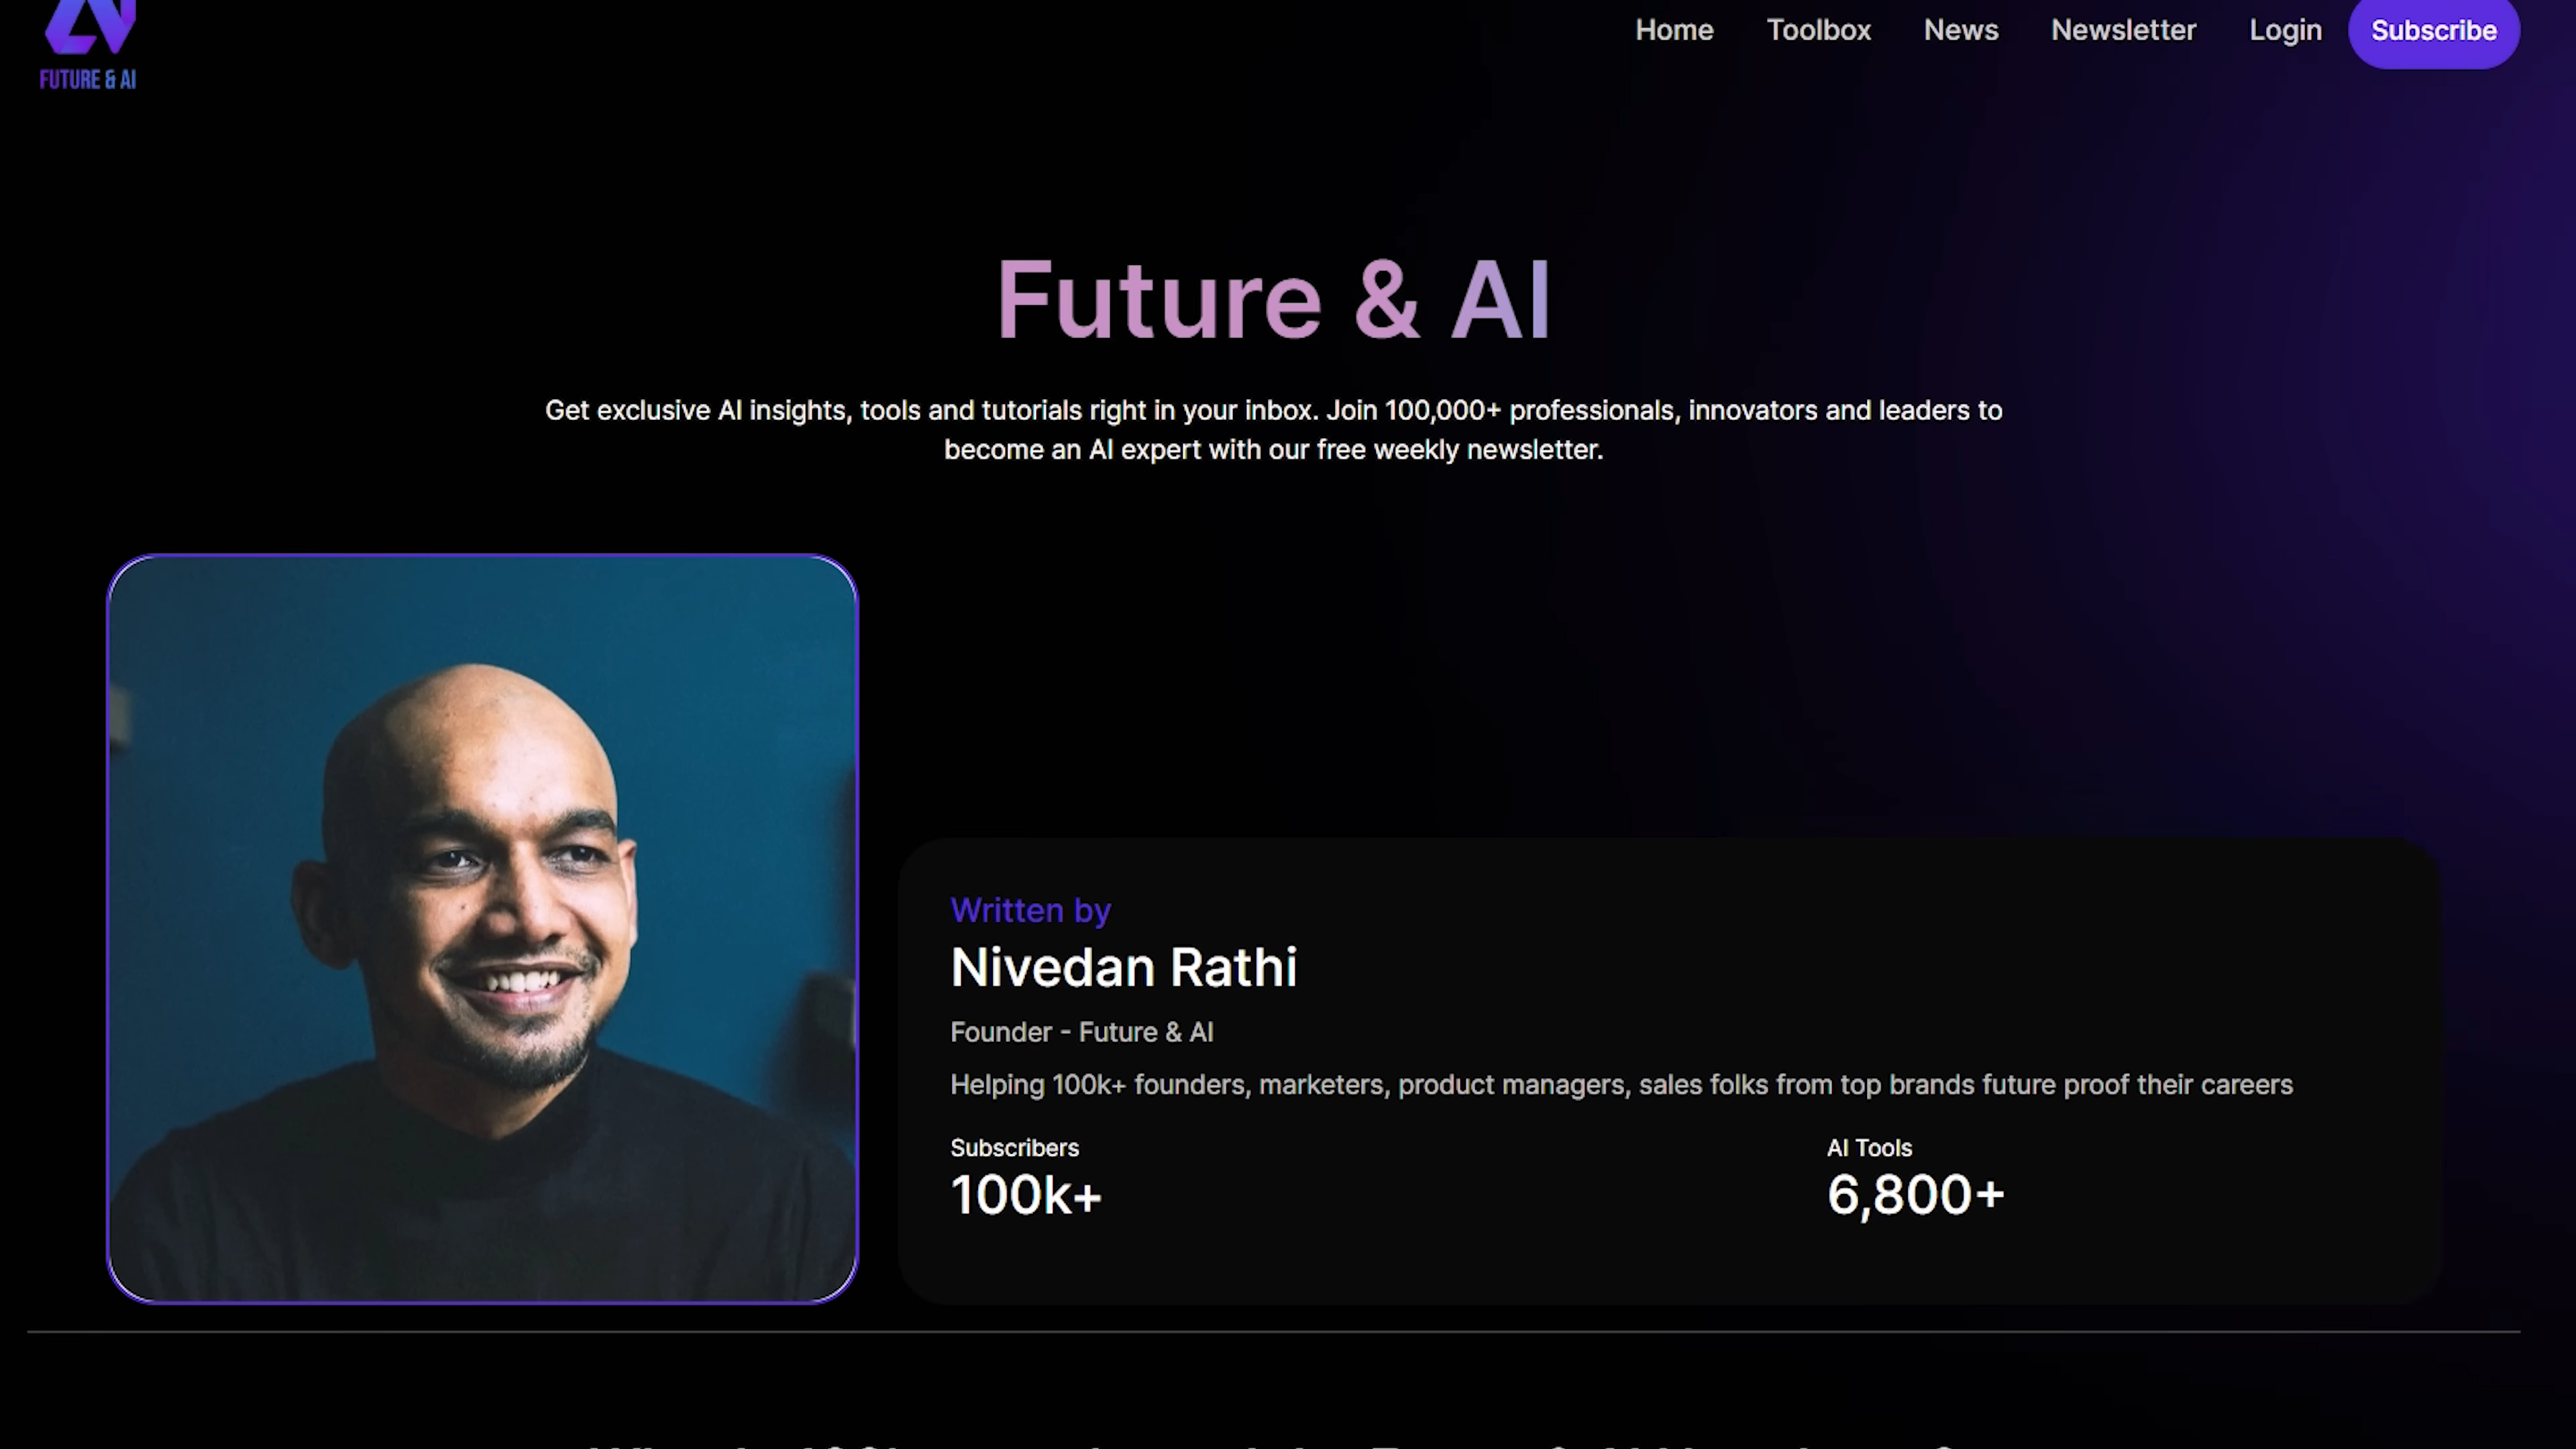 FUTURE & AI
Home Toolbox News Newsletter Login Subscribe
Future & AI
Get exclusive AI insights, tools and tutorials right in your inbox. Join 100,000+ professionals, innovators and leaders to
become an AI expert with our free weekly newsletter.
Written by
Nivedan Rathi
Founder - Future & AI
Helping 100k+ founders, marketers, product managers, sales folks from top brands future proof their careers
Subscribers
100k+
AI Tools
6,800+